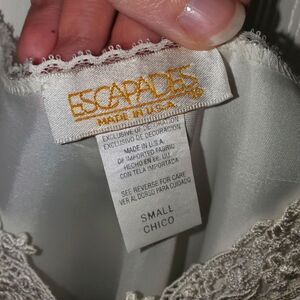 ESCAPADES®
MADE IN U.S.A.
EXCLUSIVE OF DECORATION
EXCLUSIVO DE DECORACION
MADE IN U.S.A.
OF IMPORTED FABRIC
HECHO EN EE. UU
CON TELA IMPORTADA
SEE REVERSE FOR CARE
VER AL DORSO PARA CUIDADO
SMALL
CHICO